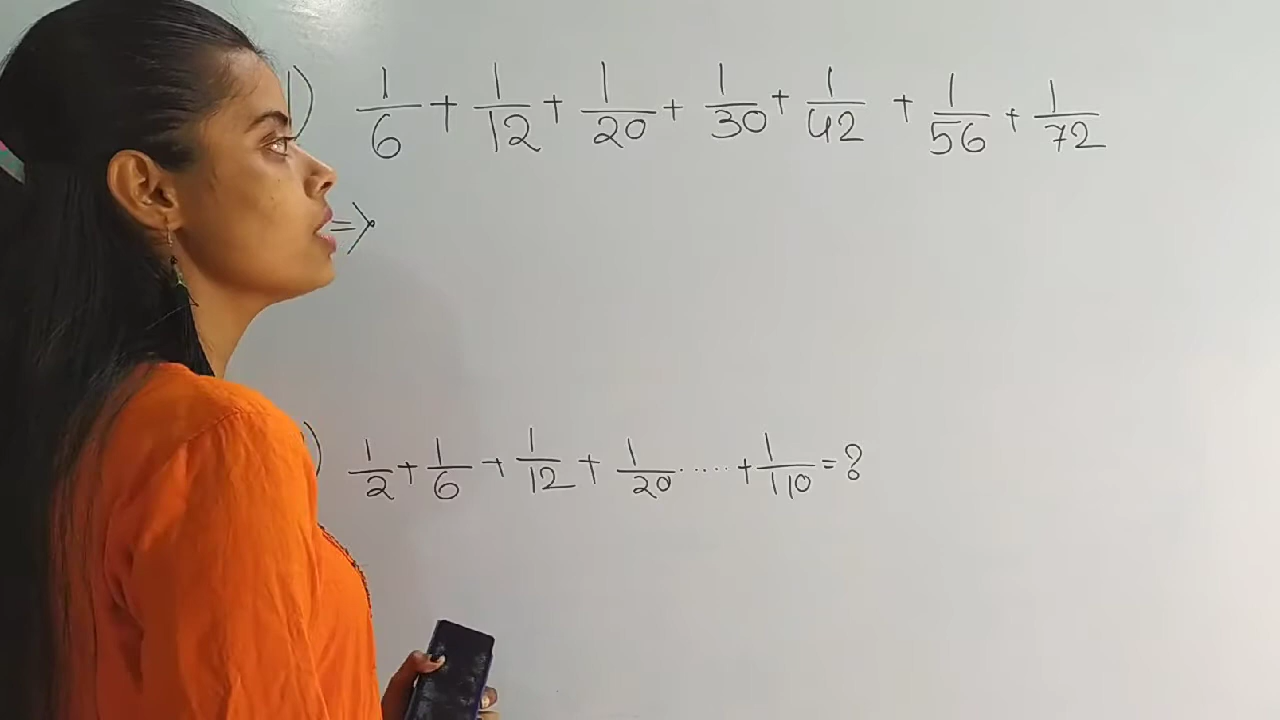 1) 1/6 + 1/12 + 1/20 + 1/30 + 1/42 + 1/56 + 1/72
=>
) 1/2 + 1/6 + 1/12 + 1/20 ..... + 1/110 = ?